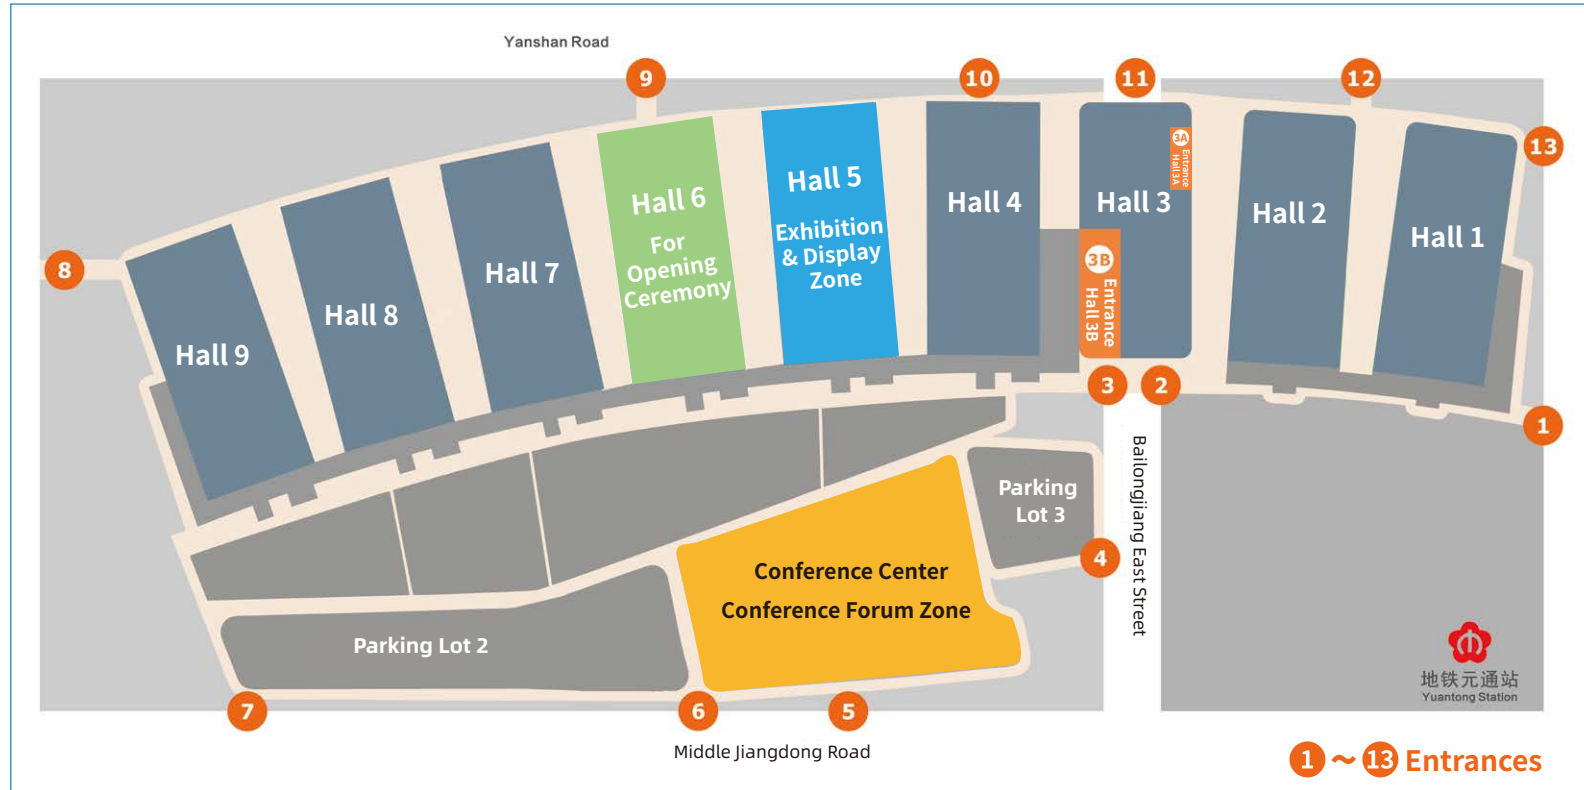 Yanshan Road
9
10
11
12
13
8
Hall 9
Hall 8
Hall 7
Hall 6
For
Opening
Ceremony
Hall 5
Exhibition
& Display
Zone
Hall 4
Hall 3
3A
Entrance
Hall 3A
3B
Entrance
Hall 3B
Hall 2
Hall 1
3
2
1
Bailongjiang East Street
Parking
Lot 3
4
Conference Center
Conference Forum Zone
Parking Lot 2
7
6
5
Middle Jiangdong Road
地铁元通站
Yuantong Station
1 ~ 13 Entrances